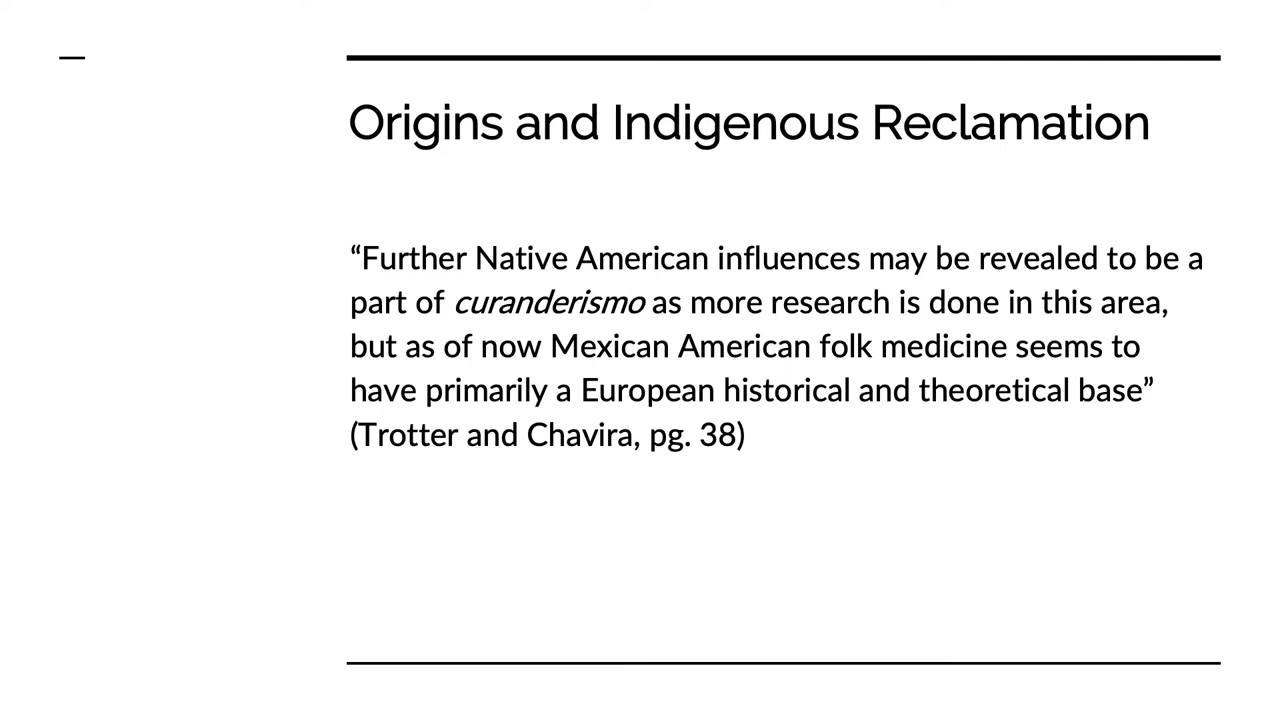 Origins and Indigenous Reclamation
“Further Native American influences may be revealed to be a
part of curanderismo as more research is done in this area,
but as of now Mexican American folk medicine seems to
have primarily a European historical and theoretical base”
(Trotter and Chavira, pg. 38)